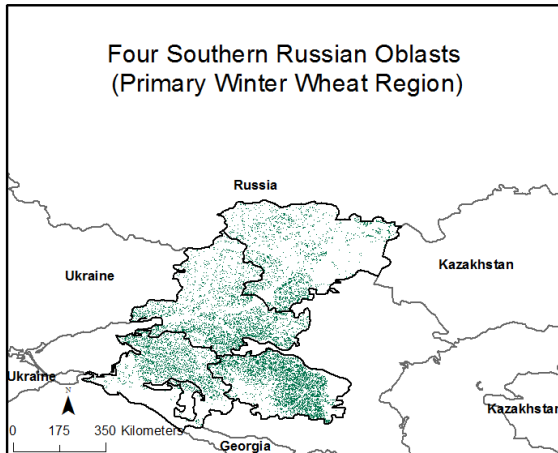 Four Southern Russian Oblasts
(Primary Winter Wheat Region)
Russia
Ukraine
Kazakhstan
Ukraine
N
Kazakhstan
0 175 350 Kilometers
Georgia